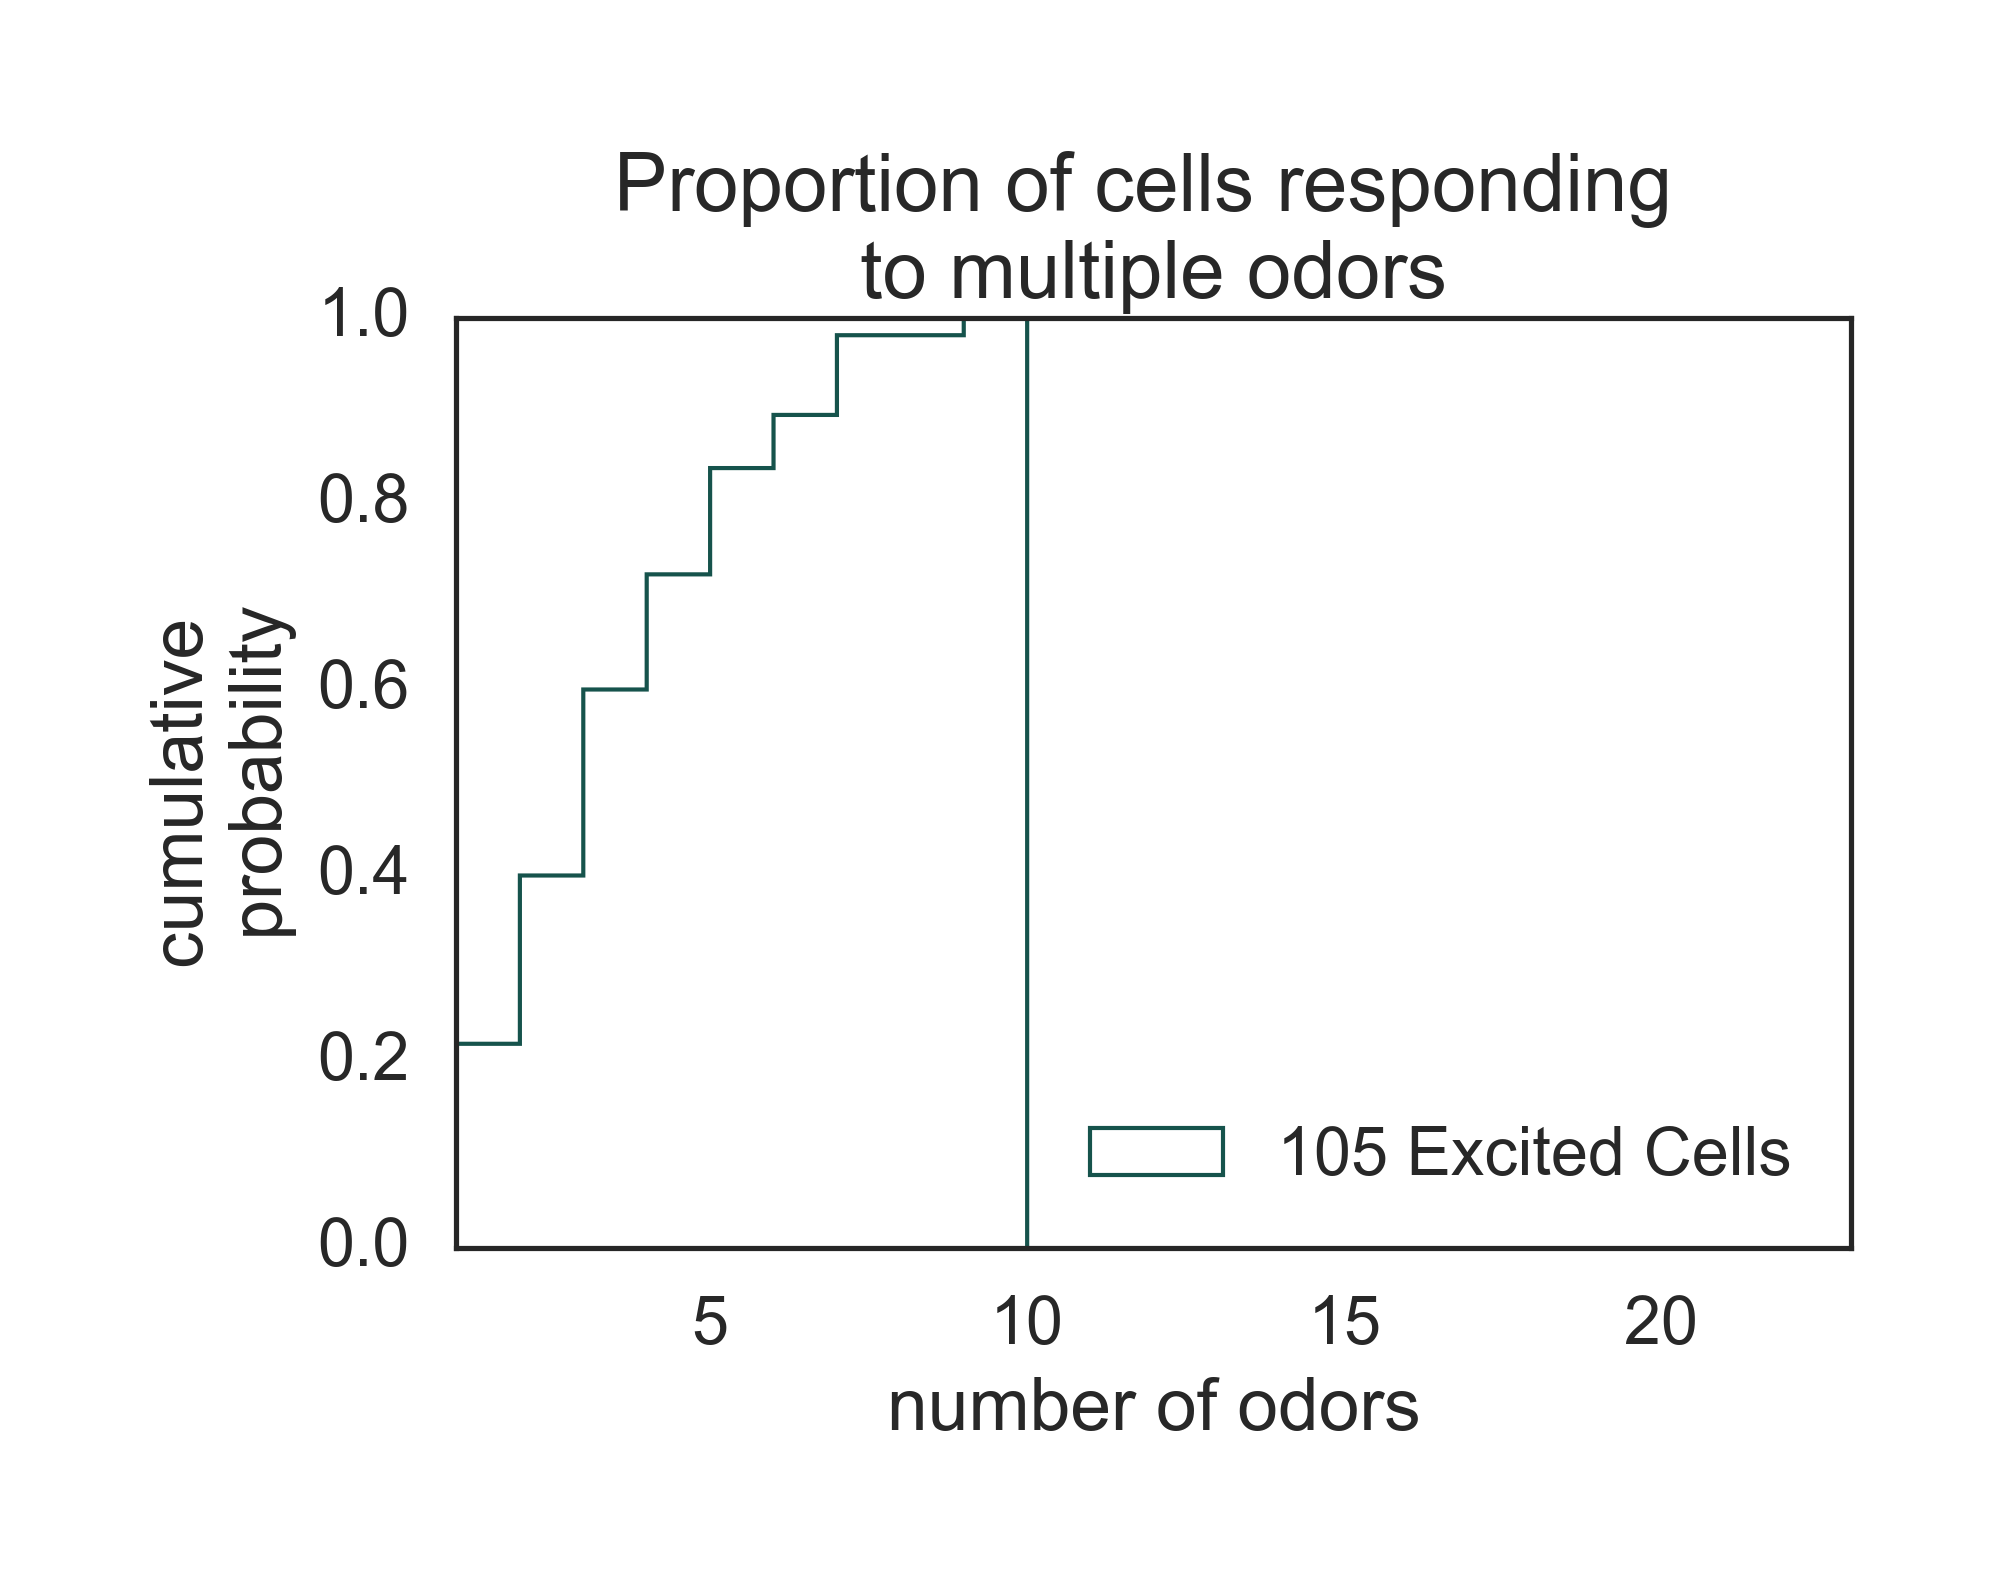 Proportion of cells responding
to multiple odors
1.0
0.8
0.6
0.4
0.2
0.0
cumulative
probability
105 Excited Cells
5 10 15 20
number of odors